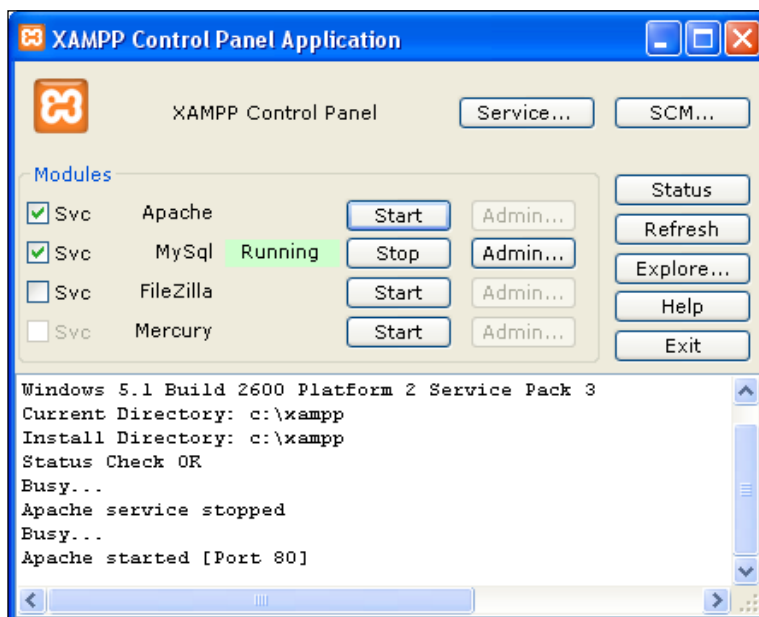 XAMPP Control Panel Application
XAMPP Control Panel Service... SCM...
Modules
Svc Apache Start Admin... Status
Svc MySql Running Stop Admin... Refresh
Svc FileZilla Start Admin... Explore...
Svc Mercury Start Admin... Help
Exit
Windows 5.1 Build 2600 Platform 2 Service Pack 3
Current Directory: c:\xampp
Install Directory: c:\xampp
Status Check OK
Busy...
Apache service stopped
Busy...
Apache started [Port 80]